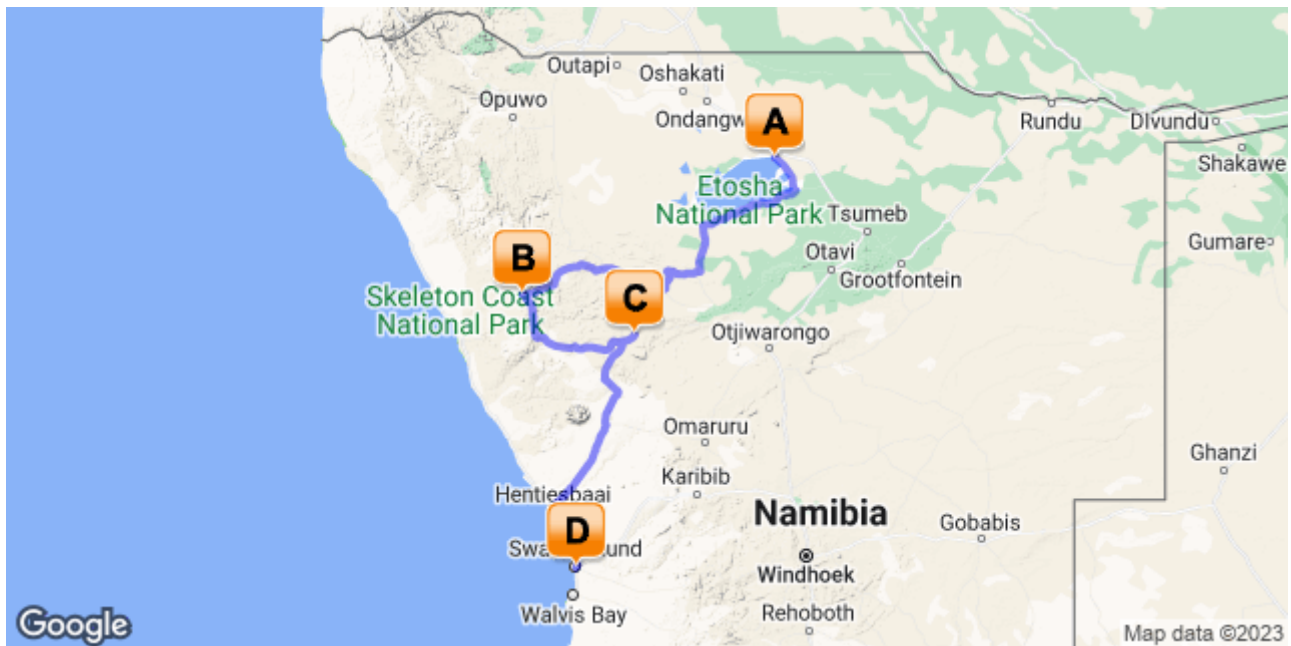 Outapi
Oshakati
Opuwo
Ondangw
A
Rundu
DIvundu
Shakawe
Etosha
National Park
Tsumeb
B
Otavi
Gumare
Grootfontein
C
Skeleton Coast
National Park
Otjiwarongo
Omaruru
Ghanzi
Karibib
Hentiesbaai
Namibia
Gobabis
D
Swa und
Windhoek
Walvis Bay
Rehoboth
Google
Map data ©2023